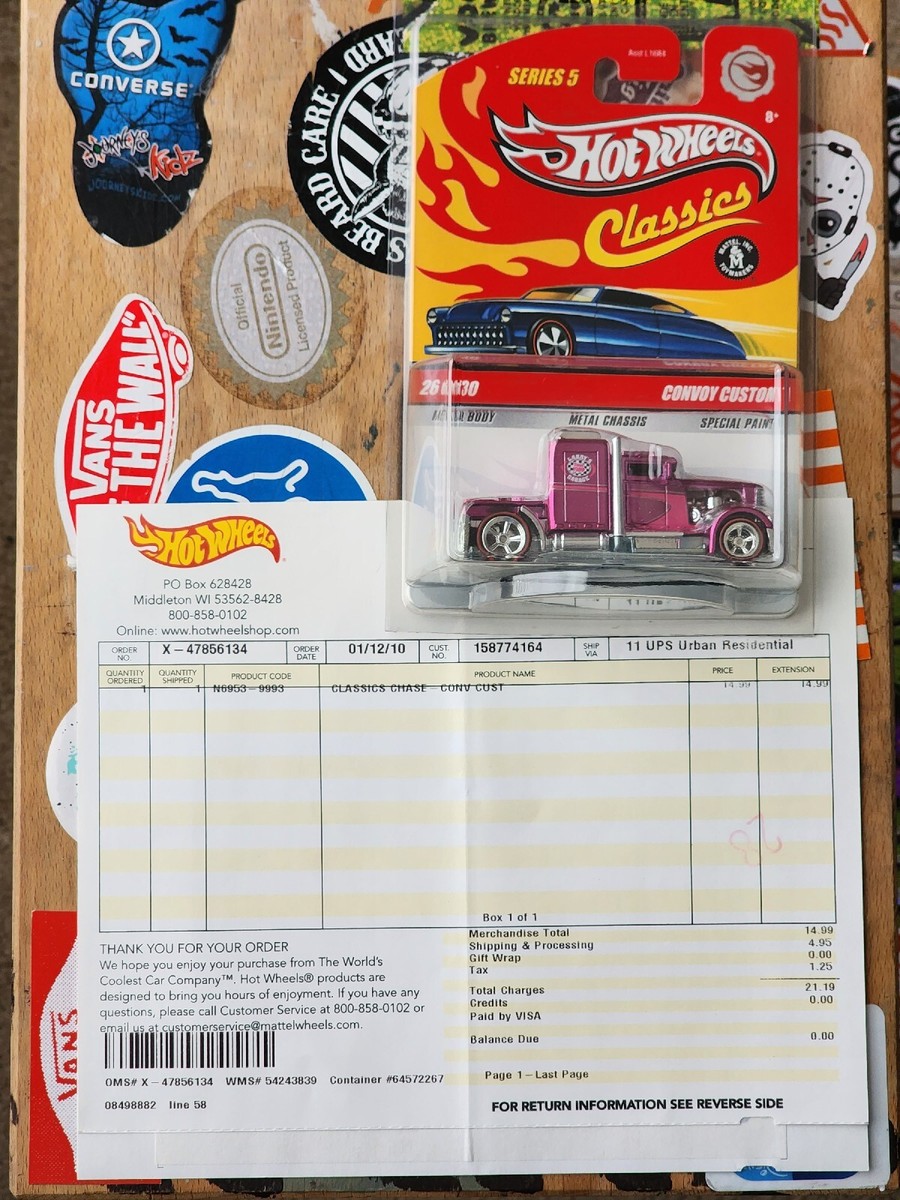 CONVERSE
JOURNEYS
Kidz
JOURNEYSKIDZ.COM
BEARD CARE
Official
Nintendo
Licensed Product
VANS
THE WALL"
SERIES 5
8+
Hot Wheels
Classics
MATTEL, INC.
TOYMAKERS
CONVOY CUSTOM
METAL CHASSIS
SPECIAL PAINT
Hot Wheels
PO Box 628428
Middleton WI 53562-8428
800-858-0102
Online: www.hotwheelshop.com
ORDER NO. X-47856134 ORDER DATE 01/12/10 CUST. NO. 158774164 SHIP VIA 11 UPS Urban Residential
QUANTITY ORDERED QUANTITY SHIPPED PRODUCT CODE PRODUCT NAME PRICE EXTENSION
1 1 N6953-9993 CLASSICS CHASE-CONV CUST 14.99 14.99
Box 1 of 1
Merchandise Total 14.99
Shipping & Processing 4.95
Gift Wrap 0.00
Tax 1.25
Total Charges 21.19
Credits 0.00
Paid by VISA
Balance Due 0.00
Page 1-Last Page
THANK YOU FOR YOUR ORDER
We hope you enjoy your purchase from The World's
Coolest Car Company™. Hot Wheels® products are
designed to bring you hours of enjoyment. If you have any
questions, please call Customer Service at 800-858-0102 or
email us at customerservice@mattelwheels.com.
OMS# X-47856134 WMS# 54243839 Container #64572267
08498882 line 58
FOR RETURN INFORMATION SEE REVERSE SIDE
VANS